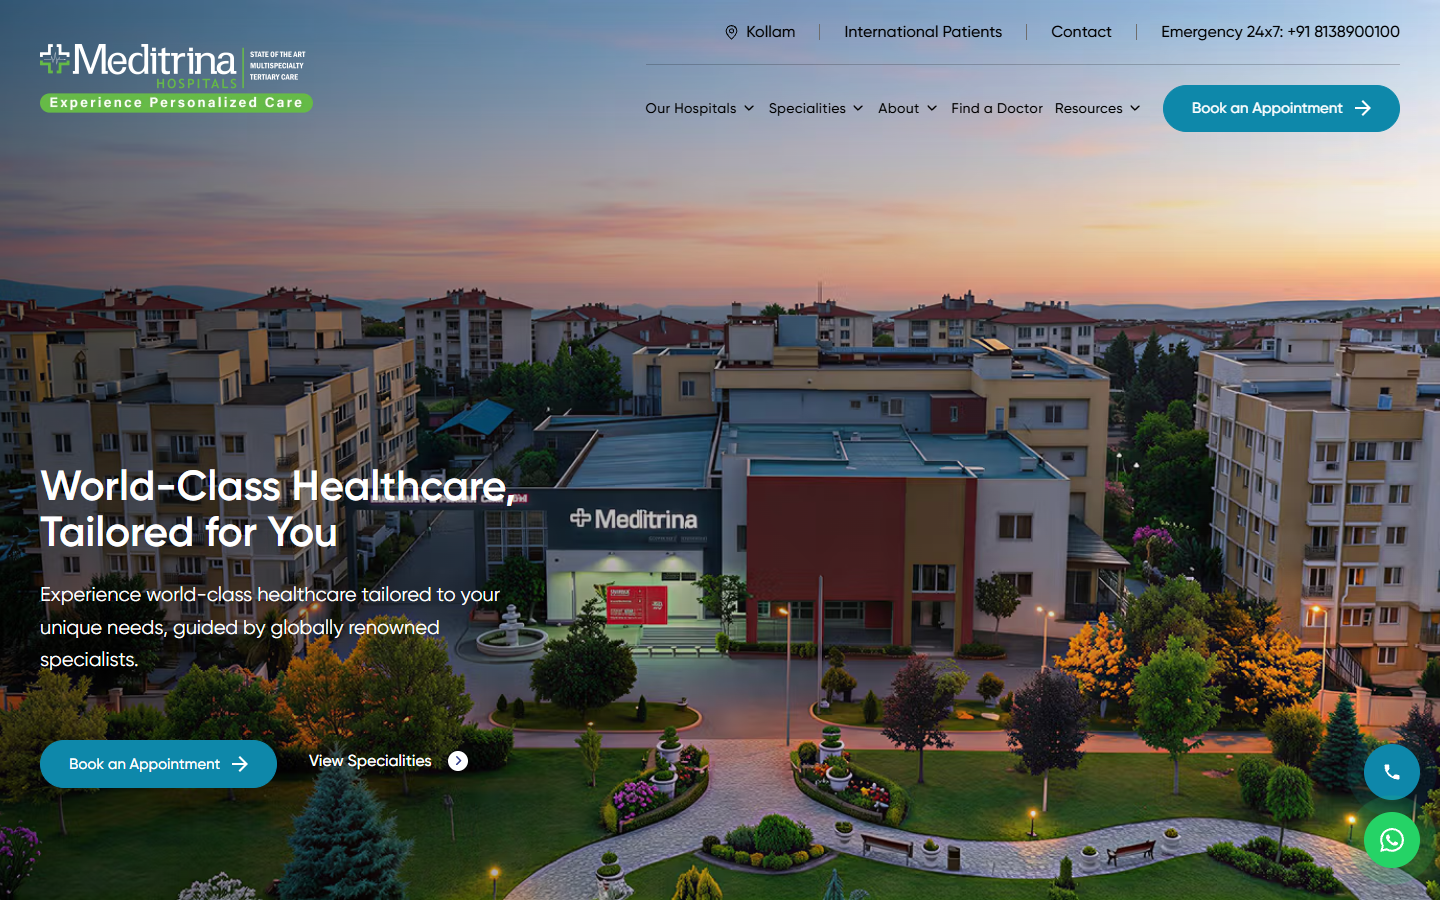 Kollam
International Patients
Contact
Emergency 24x7: +91 8138900100
Meditrina
HOSPITALS
STATE OF THE ART
MULTISPECIALTY
TERTIARY CARE
Experience Personalized Care
Our Hospitals
Specialities
About
Find a Doctor
Resources
Book an Appointment
World-Class Healthcare,
Tailored for You
Meditrina
Experience world-class healthcare tailored to your
unique needs, guided by globally renowned
specialists.
Book an Appointment
View Specialities